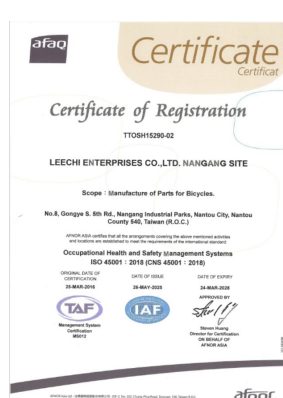 afaq
Certificate
Certificat
Certificate of Registration
TTOSH15290-02
LEECHI ENTERPRISES CO.,LTD. NANGANG SITE
Scope : Manufacture of Parts for Bicycles.
No.8, Gongye S. 5th Rd., Nangang Industrial Parks, Nantou City, Nantou
County 540, Taiwan (R.O.C.)
AFNOR ASIA certifies that all the arrangements covering the above mentioned activities
and locations are established to meet the requirements of the international standard:
Occupational Health and Safety Management Systems
ISO 45001 : 2018 (CNS 45001 : 2018)
ORIGINAL DATE OF
CERTIFICATION
DATE OF ISSUE
DATE OF EXPIRY
25-MAR-2016
26-MAY-2025
24-MAR-2028
APPROVED BY
TAF
IAF
Management System
Certification
MS012
Steven Huang
Director for Certification
ON BEHALF OF
AFNOR ASIA
afnor